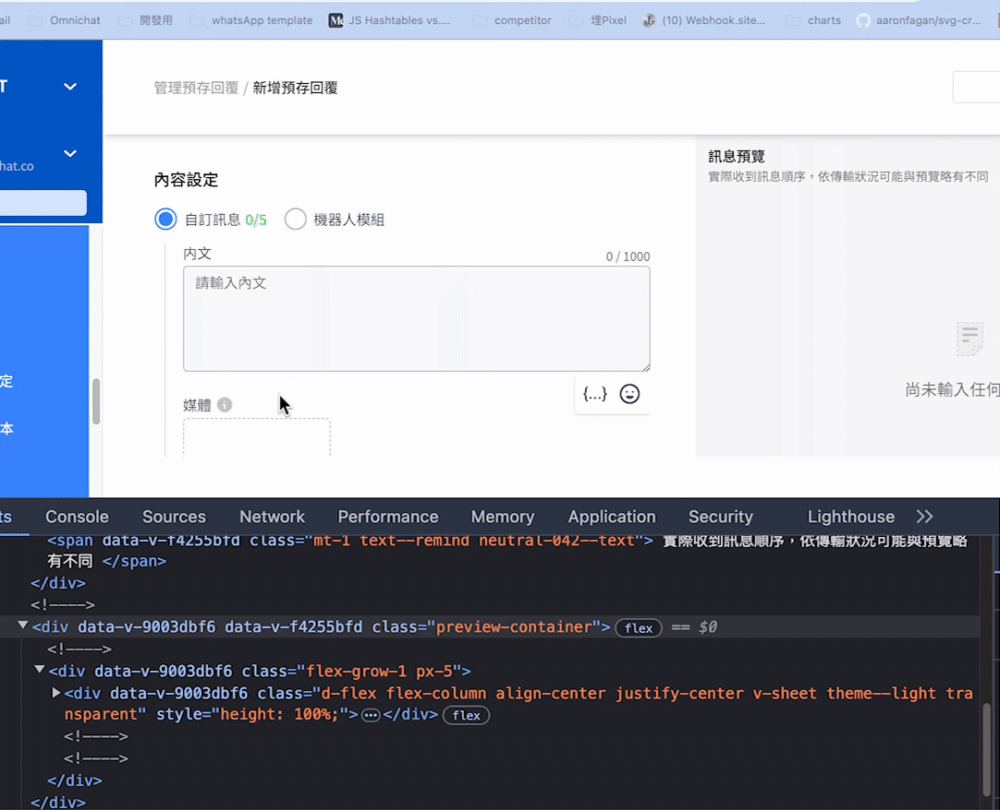 ail Omnichat 開發用 whatsApp template JS Hashtables vs.... competitor 埋Pixel (10) Webhook.site... charts aaronfagan/svg-cr...
T
hat.co
定
本
管理預存回覆 / 新增預存回覆
內容設定
自訂訊息 0/5 機器人模組
內文 0 / 1000
請輸入內文
{...}
媒體
訊息預覽
實際收到訊息順序，依傳輸狀況可能與預覽略有不同
尚未輸入任何
ts Console Sources Network Performance Memory Application Security Lighthouse
<span data-v-f4255bfd class="mt-1 text--remind neutral-042--text"> 實際收到訊息順序，依傳輸狀況可能與預覽略
有不同 </span>
</div>
<!---->
<div data-v-9003dbf6 data-v-f4255bfd class="preview-container"> flex == $0
<!---->
<div data-v-9003dbf6 class="flex-grow-1 px-5">
<div data-v-9003dbf6 class="d-flex flex-column align-center justify-center v-sheet theme--light tra
nsparent" style="height: 100%;"> ••• </div> flex
<!---->
<!---->
</div>
</div>